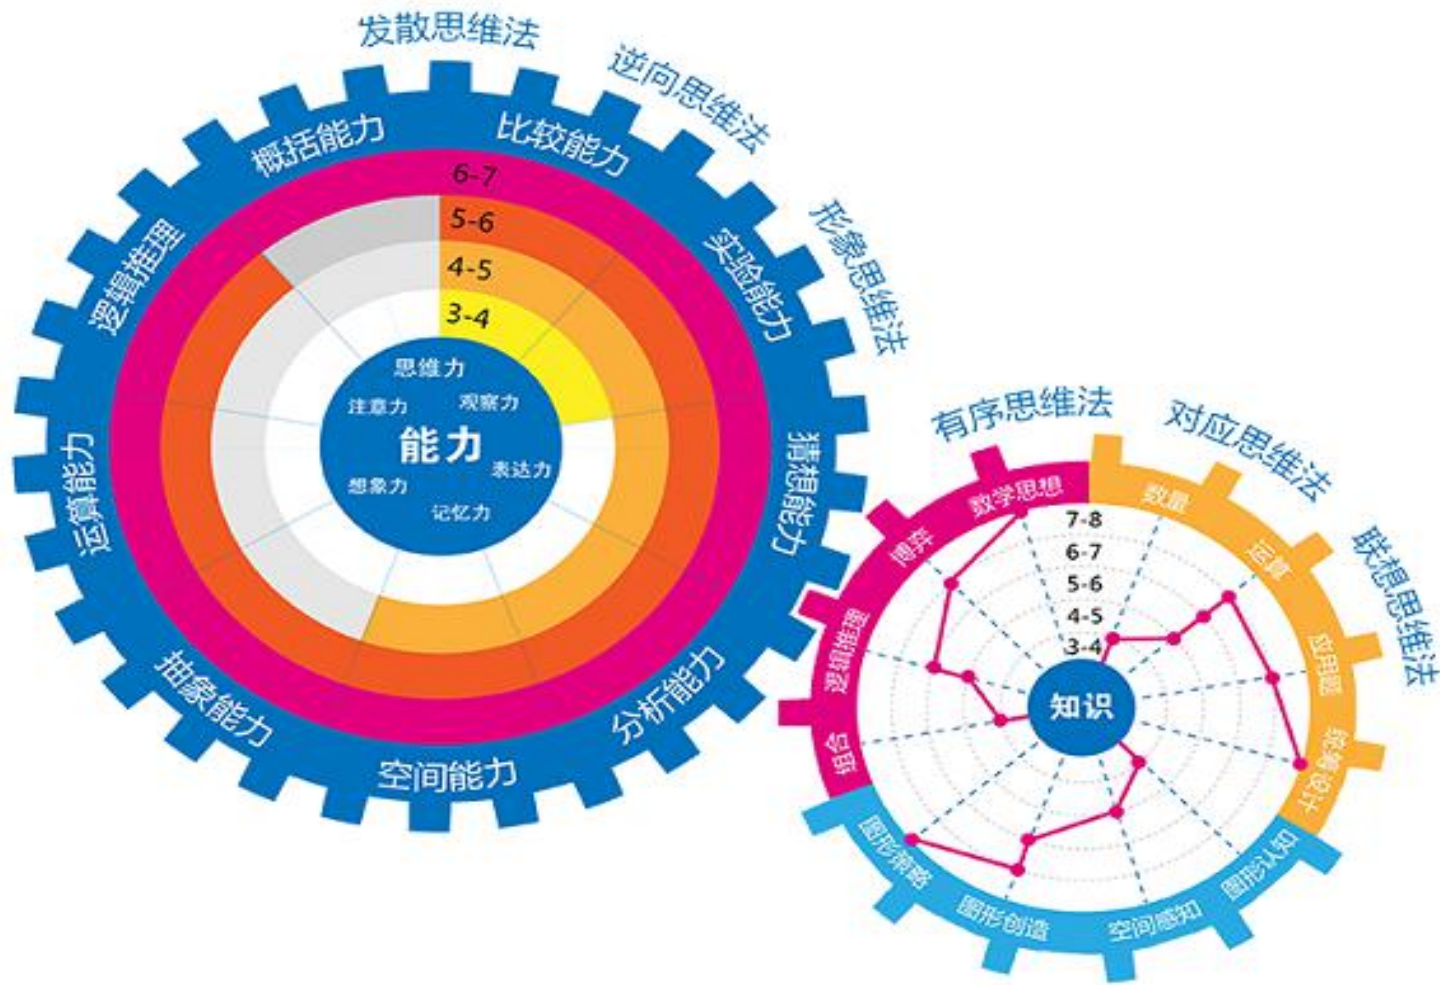 发散思维法
逆向思维法
形象思维法
概括能力
比较能力
实验能力
猜想能力
分析能力
空间能力
抽象能力
运算能力
逻辑推理
6-7
5-6
4-5
3-4
思维力
注意力
观察力
能力
表达力
想象力
记忆力
有序思维法
对应思维法
联想思维法
数学思想
数量
运算
应用题
统筹设计
图形认知
空间感知
图形创造
图形策略
组合
逻辑推理
博弈
7-8
6-7
5-6
4-5
3-4
知识